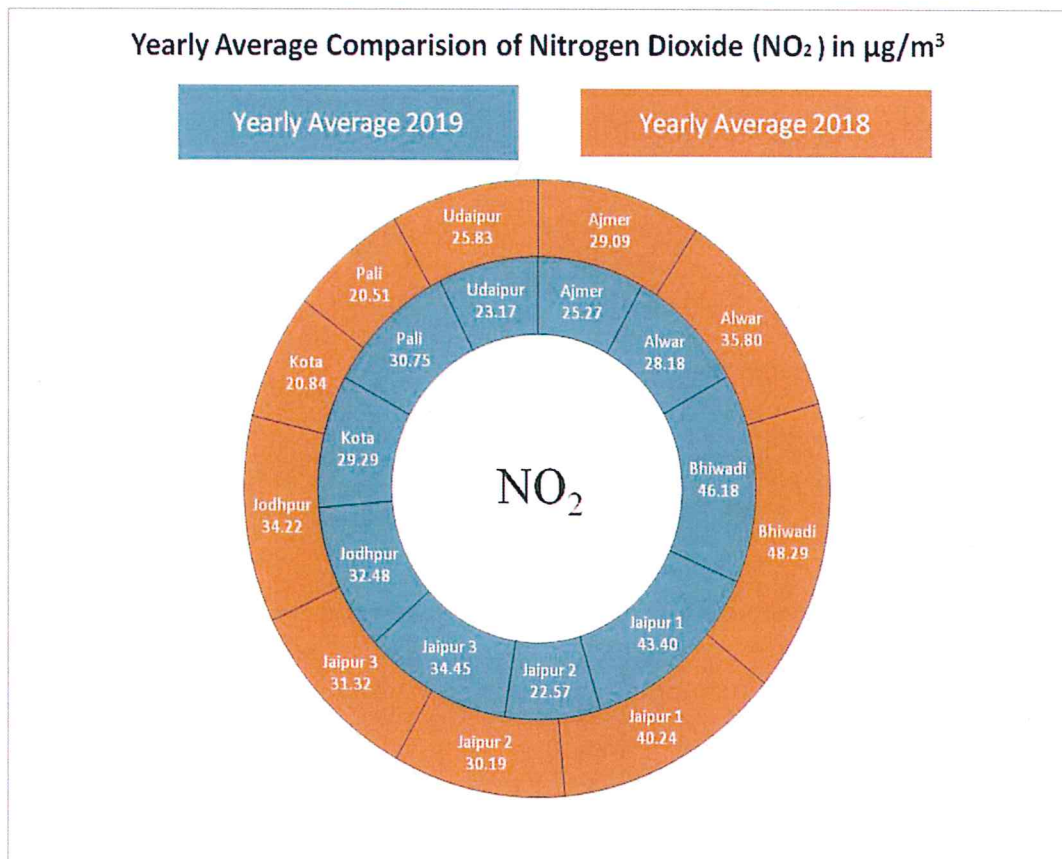 Yearly Average Comparision of Nitrogen Dioxide (NO₂ ) in µg/m³
Yearly Average 2019
Yearly Average 2018
Ajmer
29.09
Alwar
35.80
Bhiwadi
48.29
Jaipur 1
40.24
Jaipur 2
30.19
Jaipur 3
31.32
Jodhpur
34.22
Kota
20.84
Pali
20.51
Udaipur
25.83
Ajmer
25.27
Alwar
28.18
Bhiwadi
46.18
Jaipur 1
43.40
Jaipur 2
22.57
Jaipur 3
34.45
Jodhpur
32.48
Kota
29.29
Pali
30.75
Udaipur
23.17
NO₂